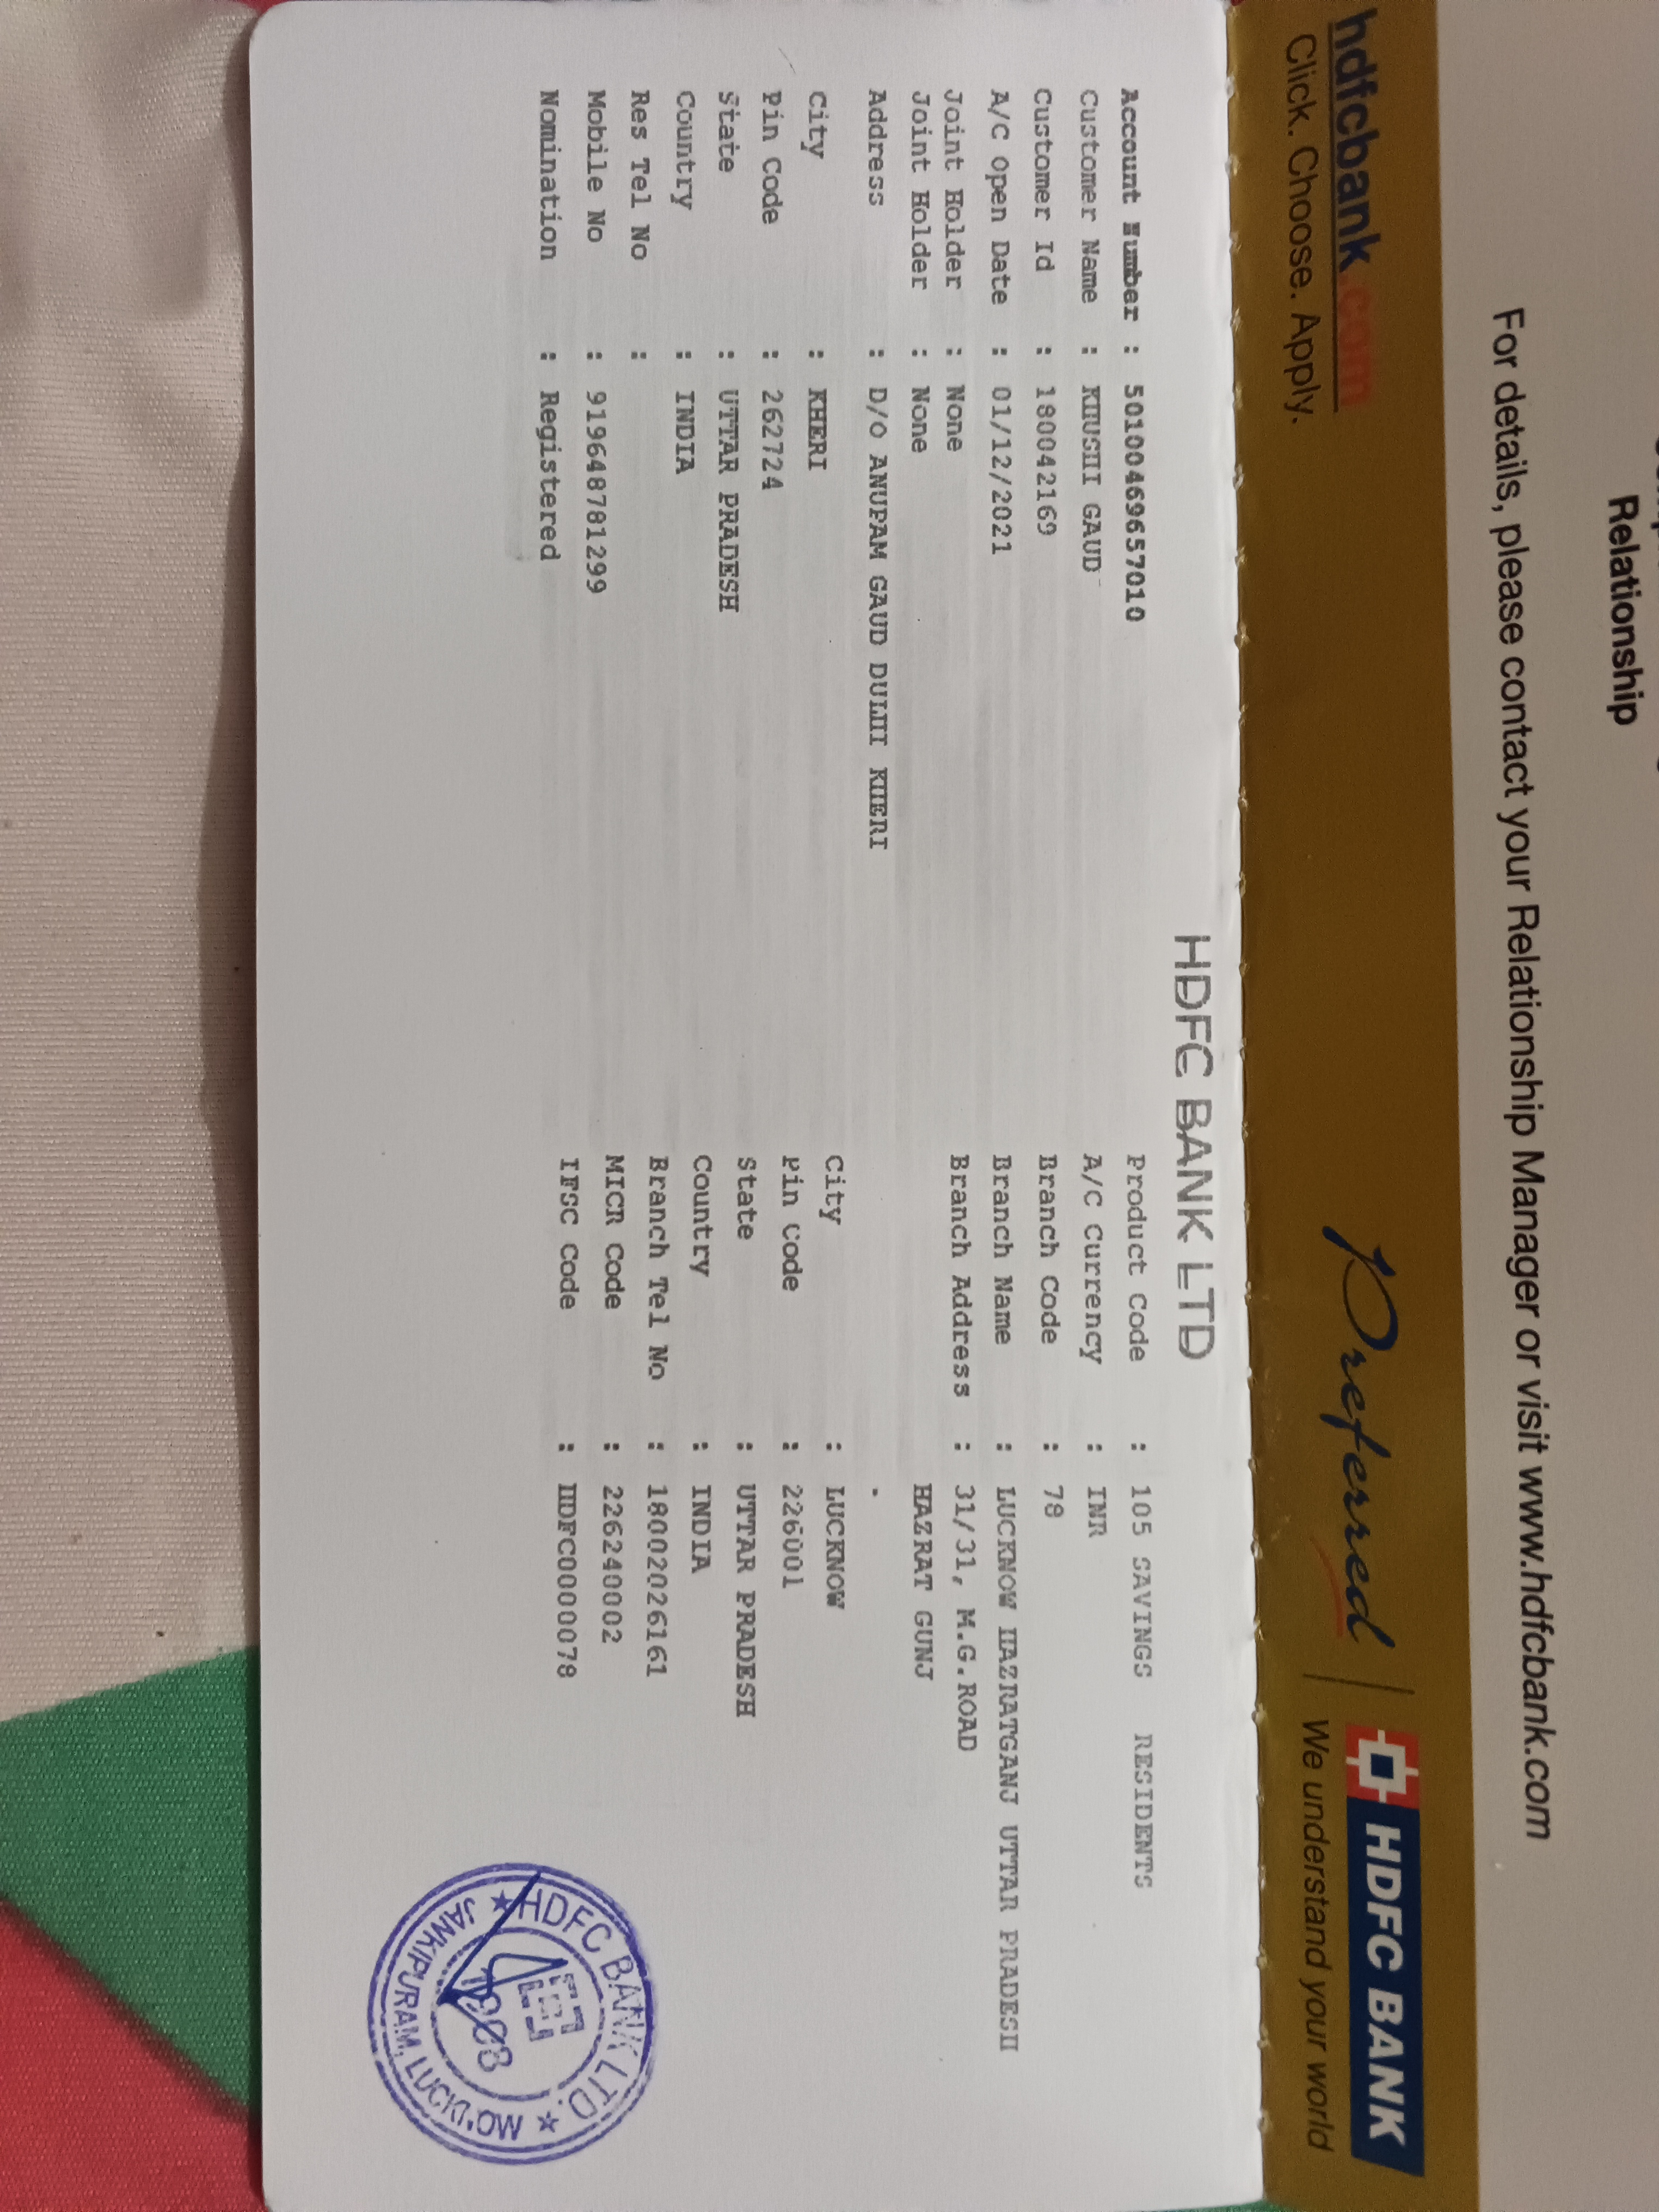 Relationship
For details, please contact your Relationship Manager or visit www.hdfcbank.com
hdfcbank.com
Click. Choose. Apply.
Preferred
HDFC BANK
We understand your world
HDFC BANK LTD
Account Number : 50100469657010
Customer Name : KHUSHI GAUD
Customer Id : 180042169
A/C Open Date : 01/12/2021
Joint Holder : None
Joint Holder : None
Address : D/O ANUPAM GAUD DULHI KHERI
City : KHERI
Pin Code : 262724
State : UTTAR PRADESH
Country : INDIA
Res Tel No :
Mobile No : 919648781299
Nomination : Registered
Product Code : 105 SAVINGS RESIDENTS
A/C Currency : INR
Branch Code : 78
Branch Name : LUCKNOW HAZRATGANJ UTTAR PRADESH
Branch Address : 31/31, M.G.ROAD
HAZRAT GUNJ
.
City : LUCKNOW
Pin Code : 226001
State : UTTAR PRADESH
Country : INDIA
Branch Tel No : 18002026161
MICR Code : 226240002
IFSC Code : HDFC0000078
HDFC BANK LTD.
JANKIPURAM, LUCKNOW